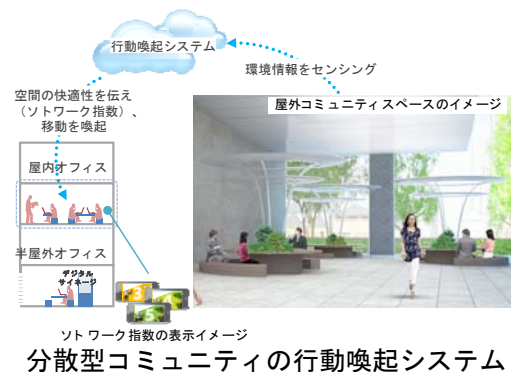 行動喚起システム
環境情報をセンシング
空間の快適性を伝え
（ソトワーク指数）、
移動を喚起
屋外コミュニティスペースのイメージ
屋内オフィス
半屋外オフィス
デジタル
サイネージ
+3
+5
ソトワーク指数の表示イメージ
分散型コミュニティの行動喚起システム